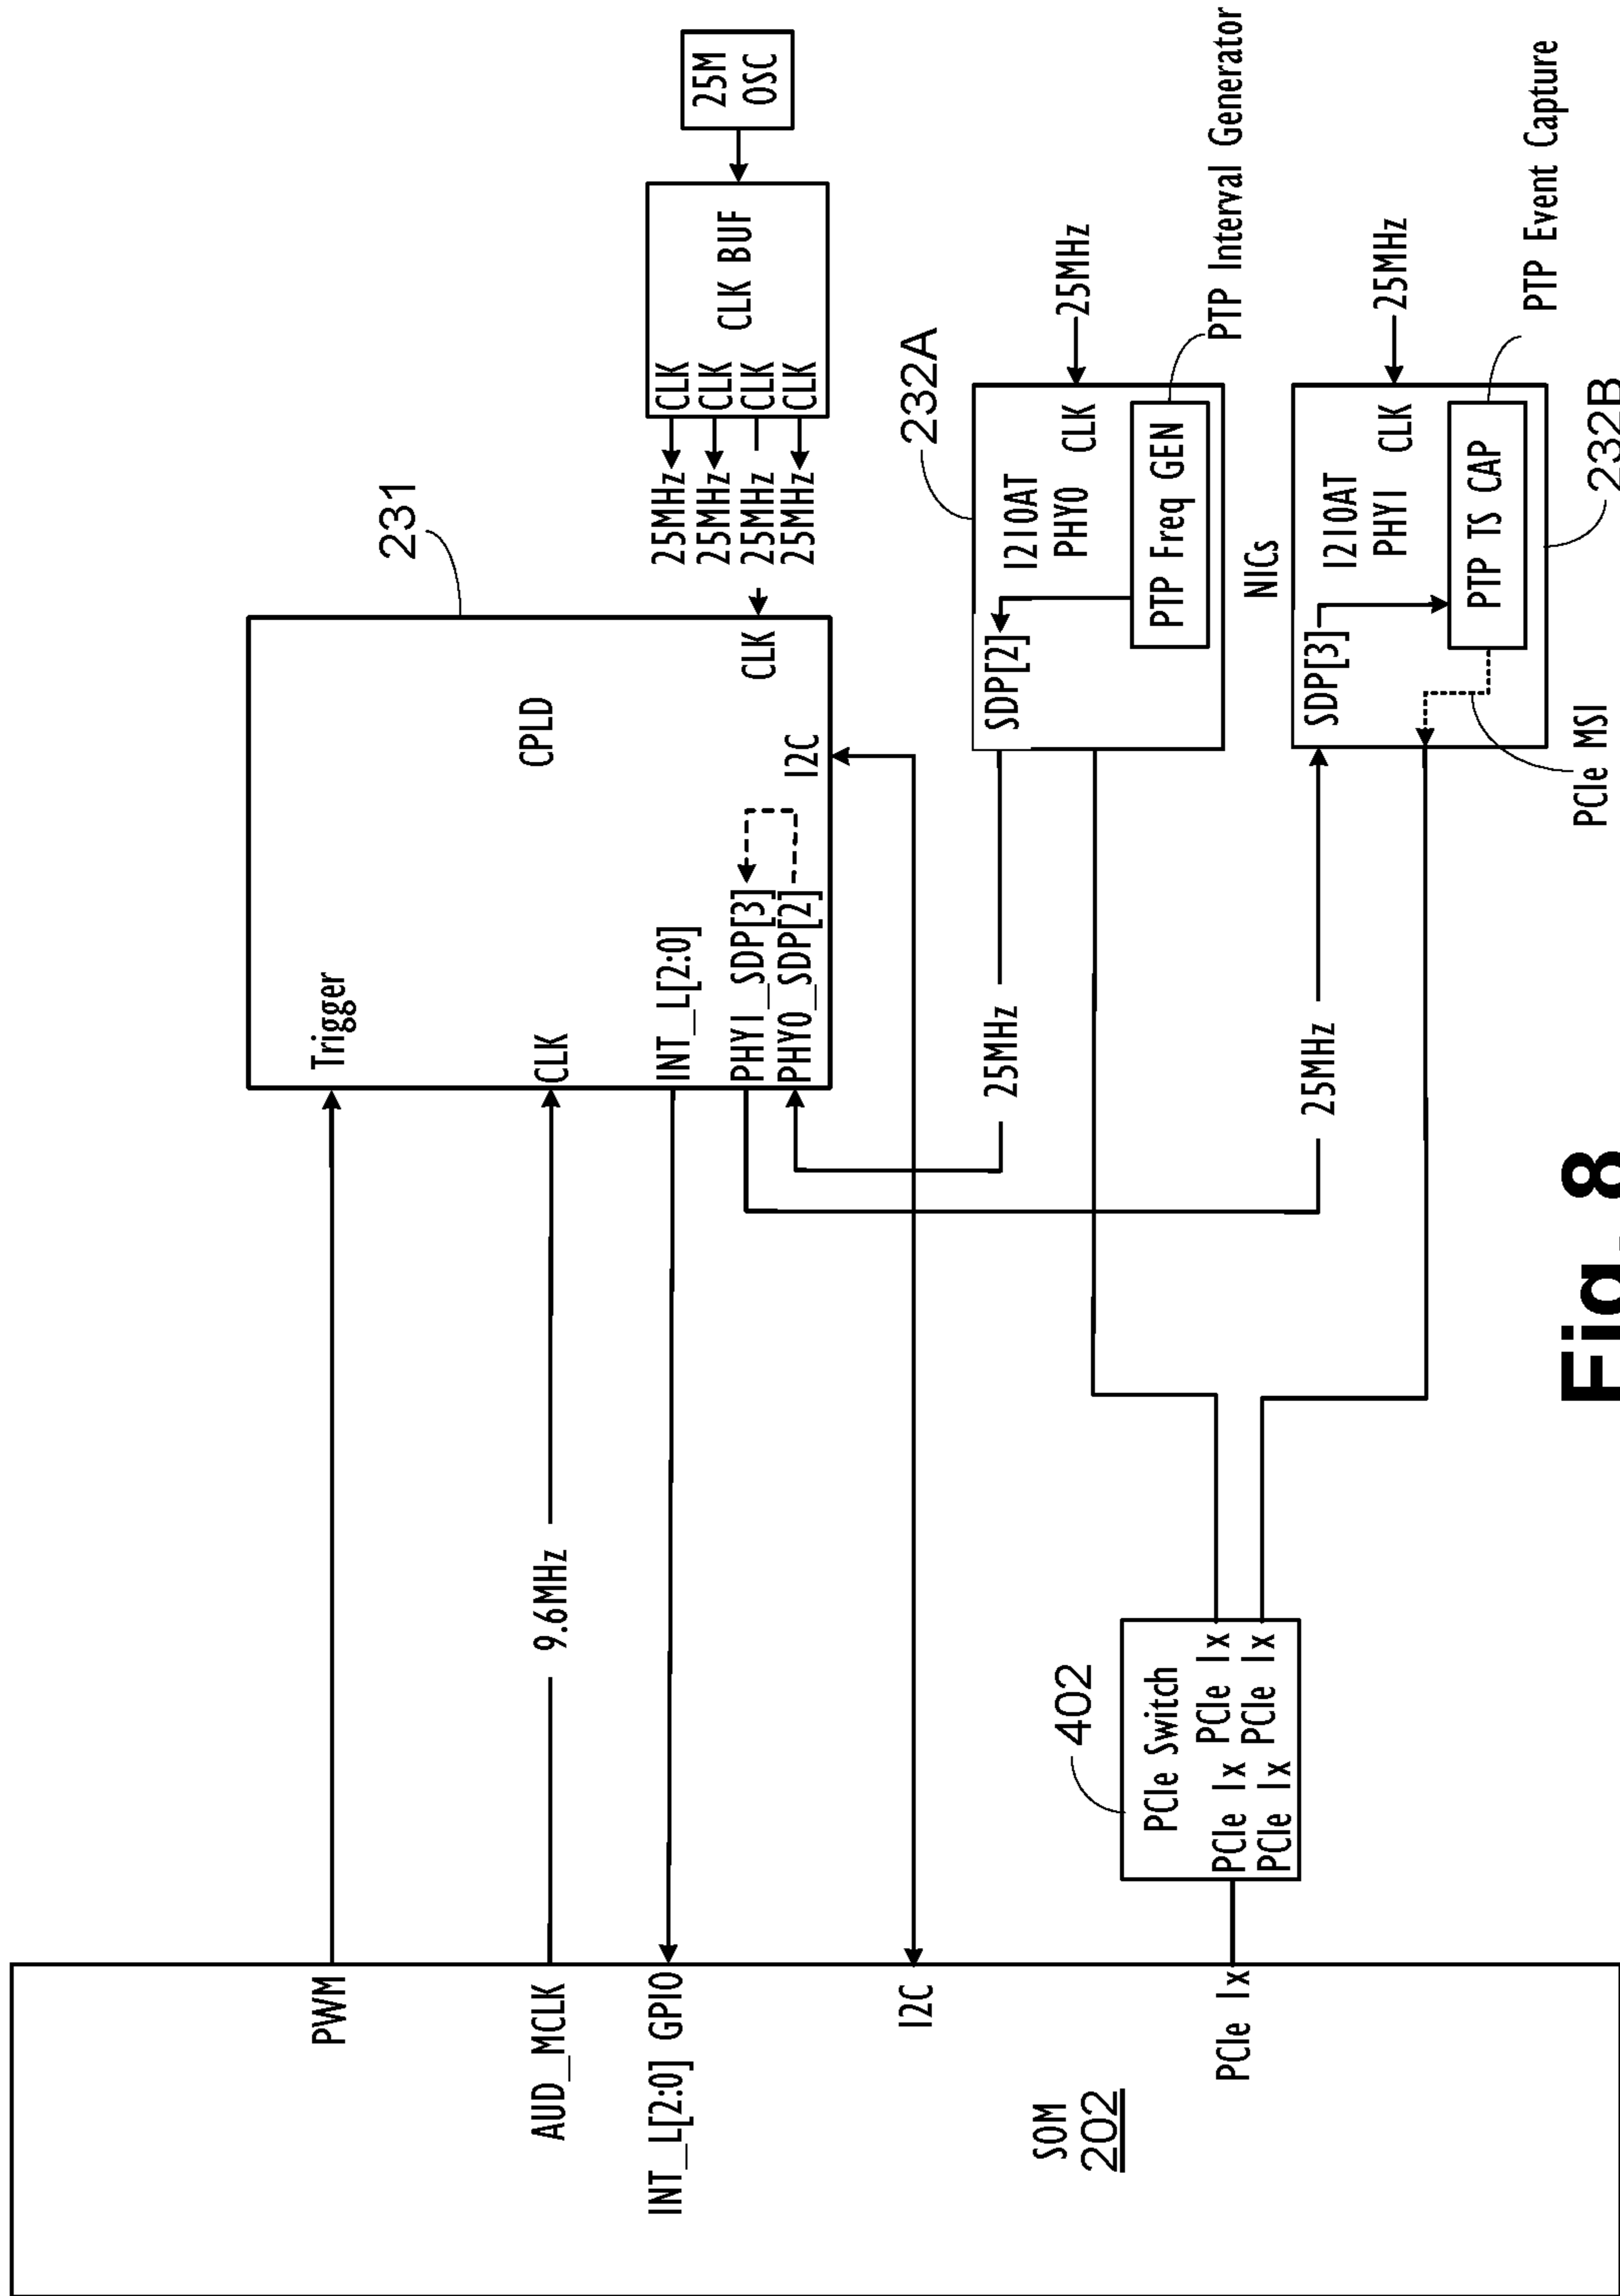 SOM
202
PWM
AUD_MCLK
INT_L[2:0] GPIO
I2C
PCIe 1x
9.6MHz
402
PCIe Switch
PCIe 1x PCIe 1x
PCIe 1x PCIe 1x
231
Trigger
CPLD
CLK
INT_L[2:0]
PHY1_SDP[3]
PHY0_SDP[2]
I2C
CLK
25MHz
25MHz
25MHz
25MHz
CLK
CLK
CLK
CLK
CLK BUF
25M
OSC
25MHz
25MHz
232A
SDP[2]
I210AT
PHY0
CLK
25MHz
PTP Freq GEN
PTP Interval Generator
NICs
SDP[3]
I210AT
PHY1
CLK
25MHz
PTP TS CAP
PTP Event Capture
232B
PCIe MSI
Fig. 8